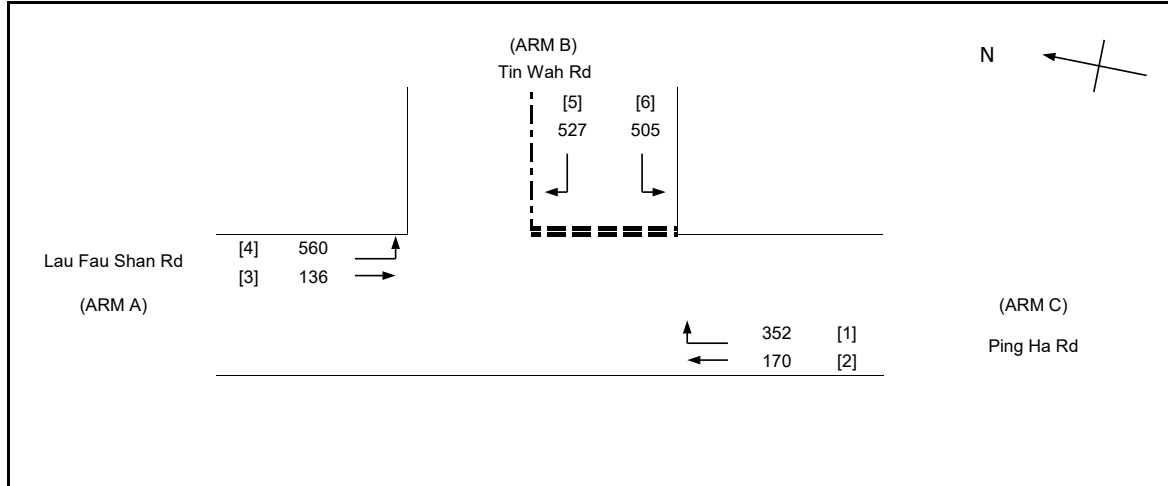 (ARM B)
Tin Wah Rd
N
[5] [6]
527 505
[4] 560
Lau Fau Shan Rd
[3] 136
(ARM A)
(ARM C)
352 [1]
Ping Ha Rd
170 [2]